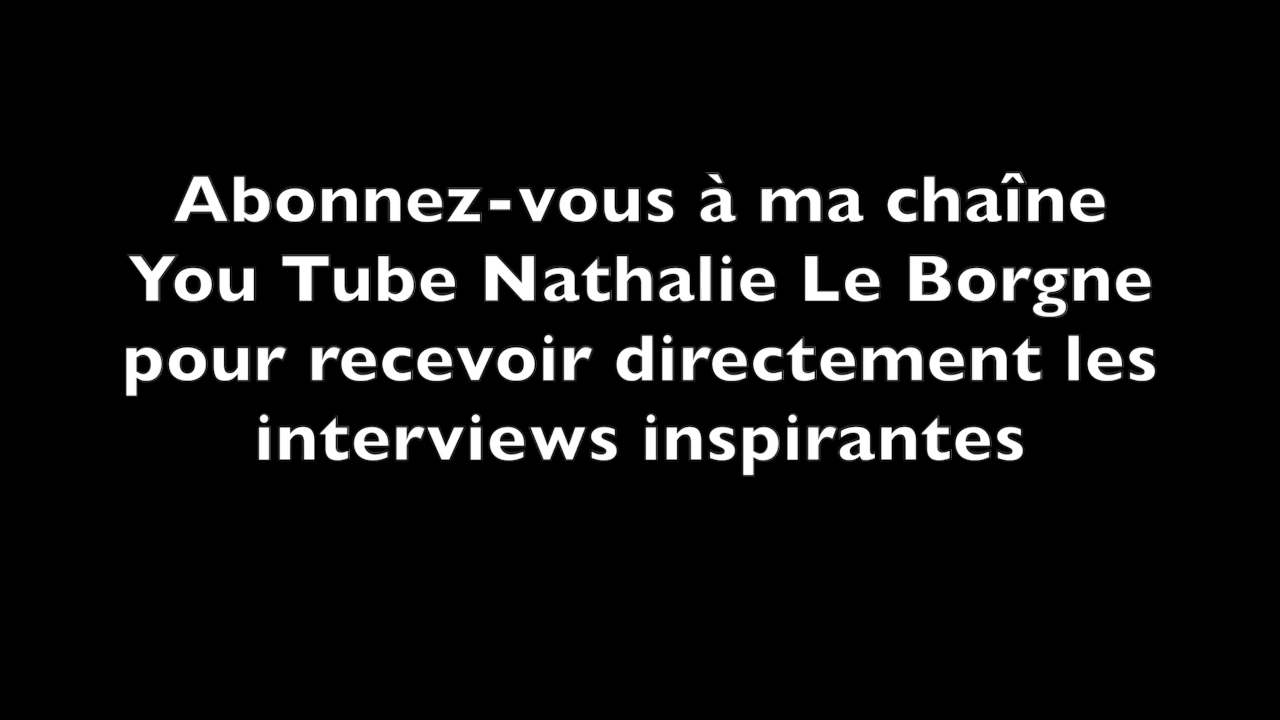 Abonnez-vous à ma chaîne
You Tube Nathalie Le Borgne
pour recevoir directement les
interviews inspirantes